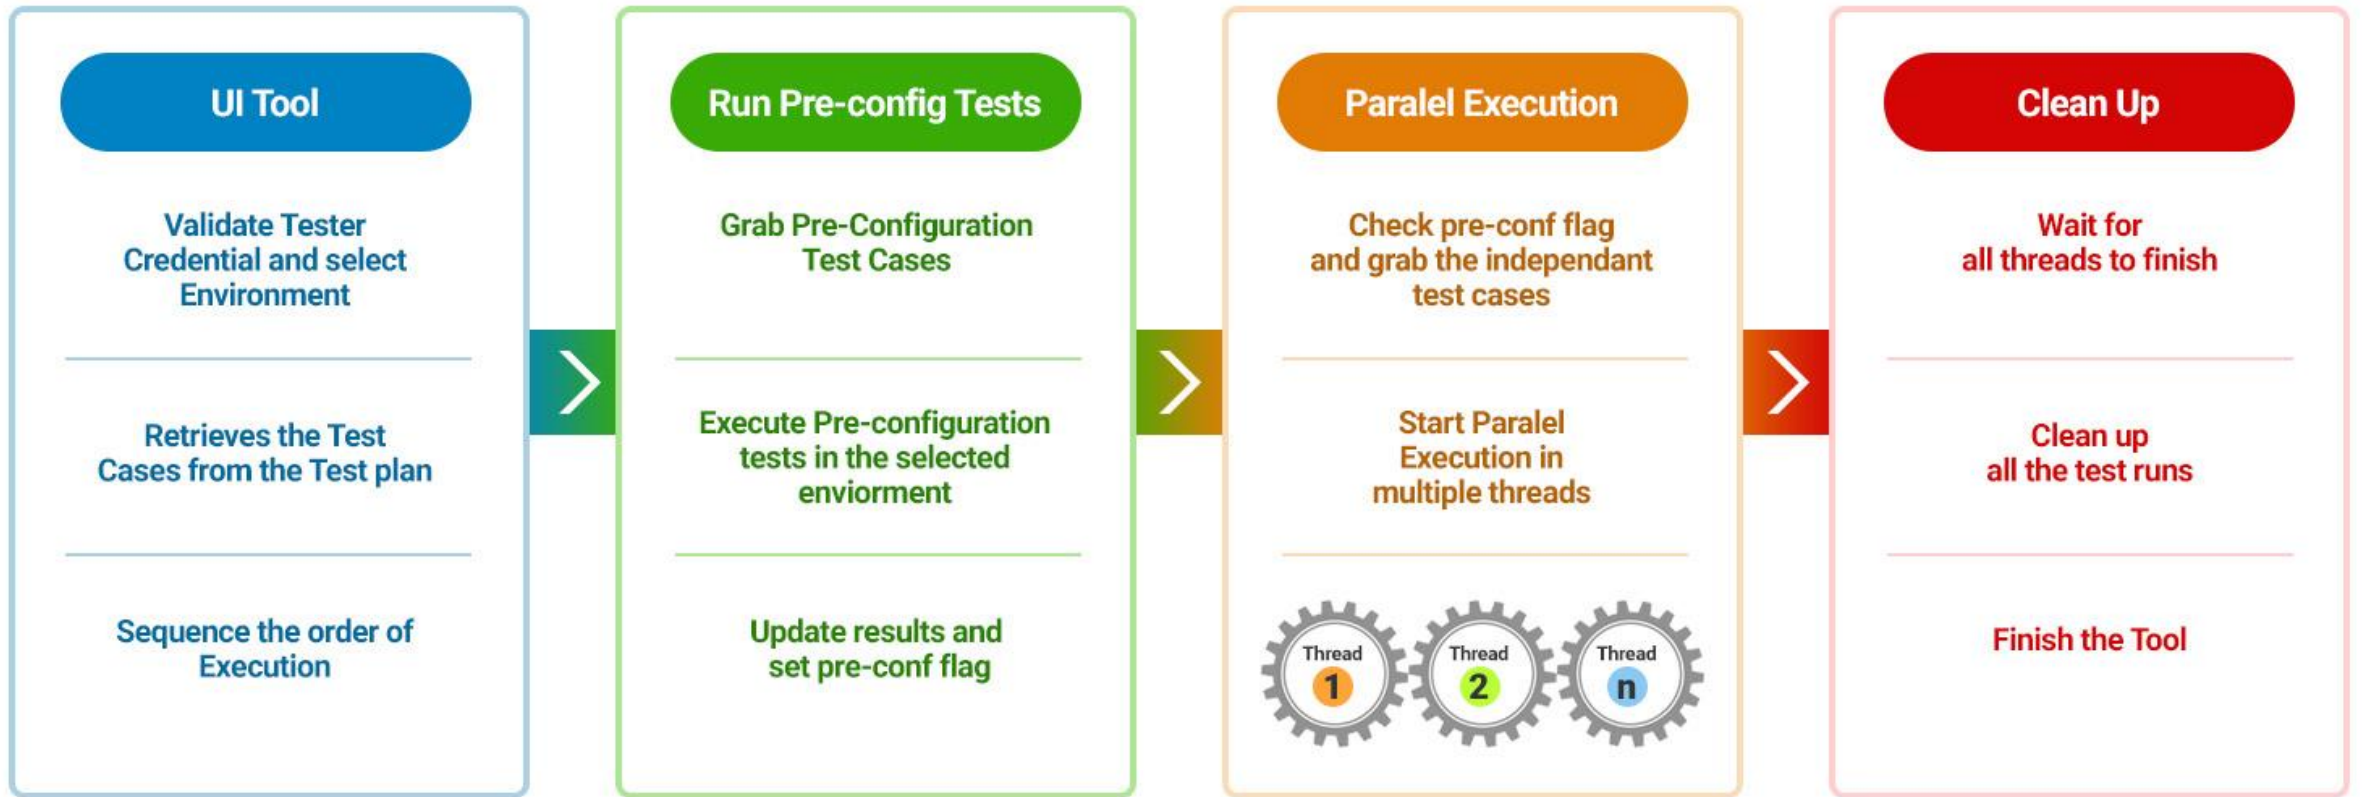 UI Tool
Validate Tester
Credential and select
Environment
Retrieves the Test
Cases from the Test plan
Sequence the order of
Execution
Run Pre-config Tests
Grab Pre-Configuration
Test Cases
Execute Pre-configuration
tests in the selected
enviorment
Update results and
set pre-conf flag
Paralel Execution
Check pre-conf flag
and grab the independant
test cases
Start Paralel
Execution in
multiple threads
Thread
1
Thread
2
Thread
n
Clean Up
Wait for
all threads to finish
Clean up
all the test runs
Finish the Tool